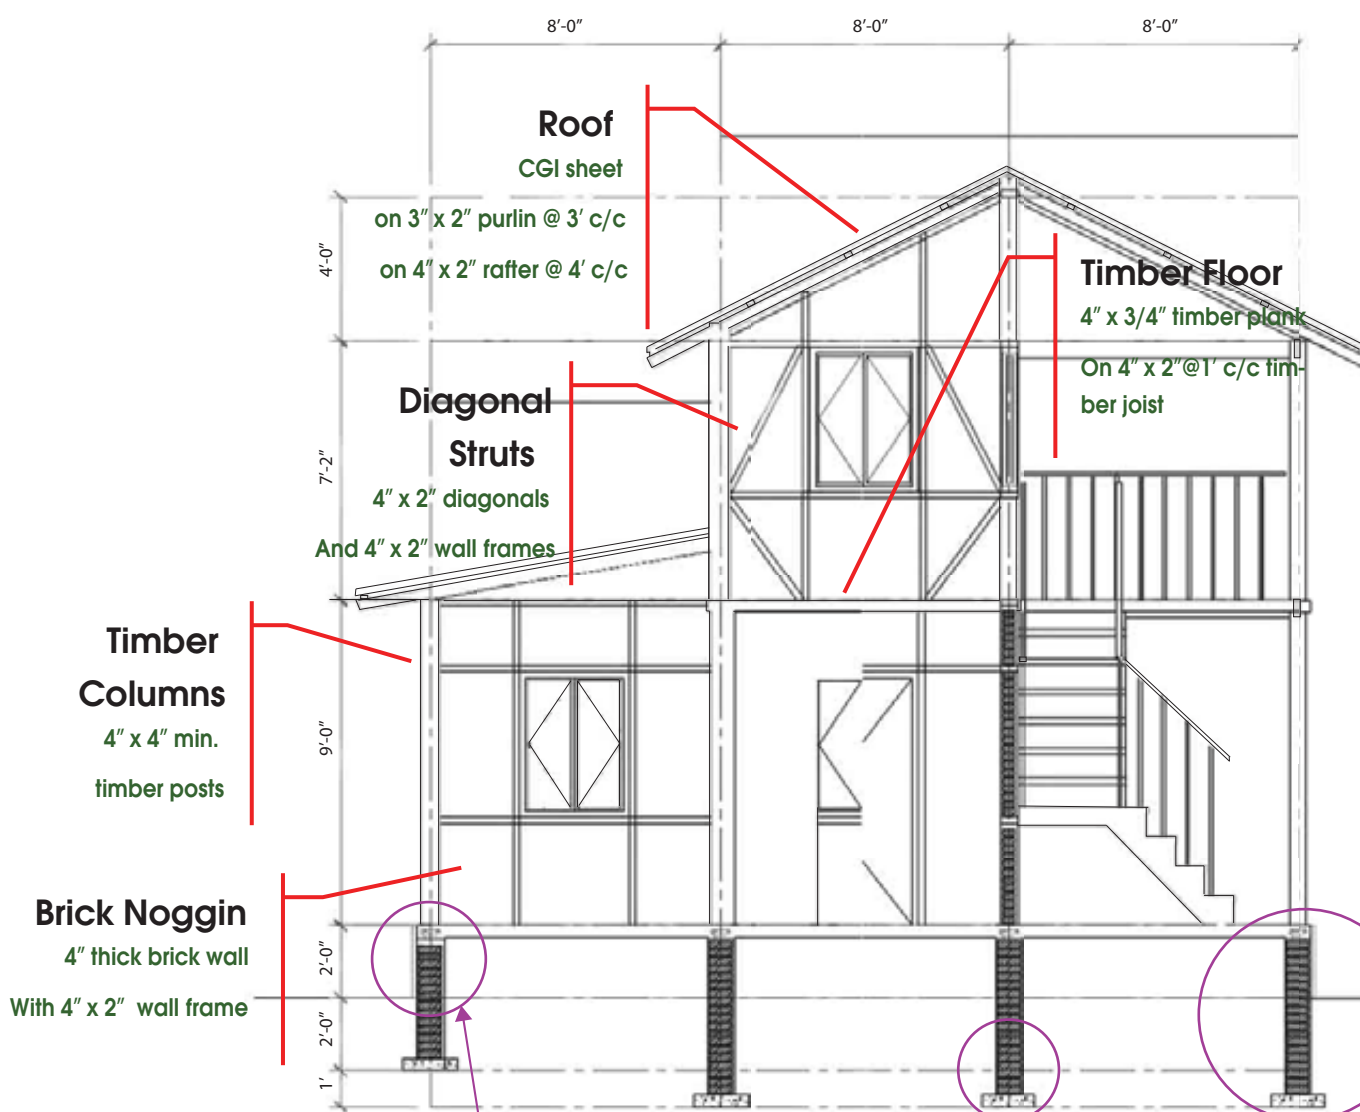 8'-0"
8'-0"
8'-0"
Roof
CGI sheet
on 3" x 2" purlin @ 3' c/c
on 4" x 2" rafter @ 4' c/c
4'-0"
Timber Floor
4" x 3/4" timber plank
On 4" x 2"@1' c/c tim-
ber joist
Diagonal
Struts
4" x 2" diagonals
And 4" x 2" wall frames
7'-2"
Timber
Columns
4" x 4" min.
timber posts
9'-0"
Brick Noggin
4" thick brick wall
With 4" x 2" wall frame
2'-0"
2'-0"
1'